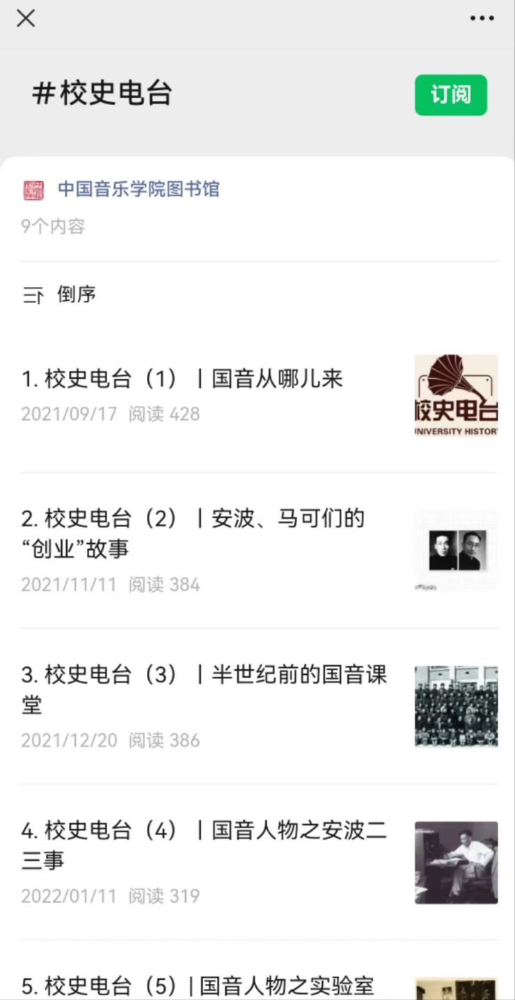 #校史电台
订阅
中国音乐学院图书馆
9个内容
倒序
1. 校史电台（1）丨国音从哪儿来
2021/09/17 阅读 428
校史电台
UNIVERSITY HISTOR
2. 校史电台（2）丨安波、马可们的
“创业”故事
2021/11/11 阅读 384
3. 校史电台（3）丨半世纪前的国音课
堂
2021/12/20 阅读 386
4. 校史电台（4）丨国音人物之安波二
三事
2022/01/11 阅读 319
5. 校史电台（5）| 国音人物之实验室